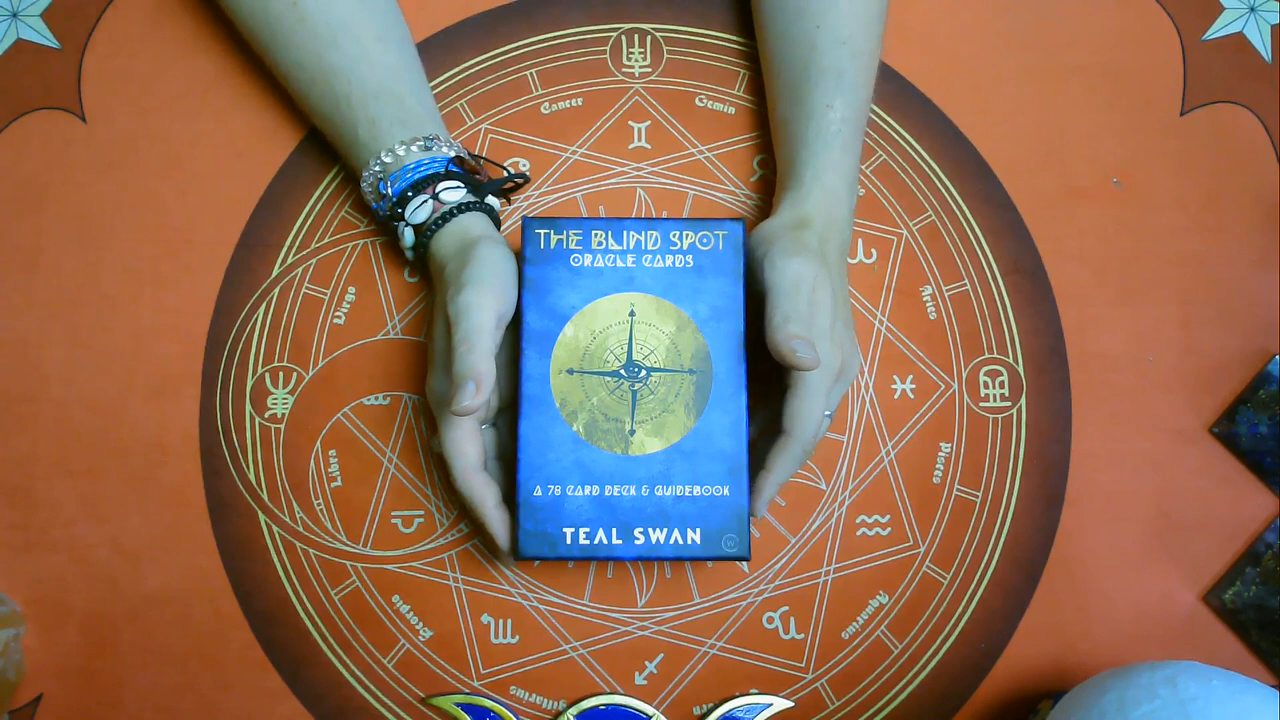 Cancer
Gemin
THE BLIND SPOT
ORACLE CARDS
Virgo
Aries
N
Libra
Pisces
A 78 CARD DECK & GUIDEBOOK
TEAL SWAN
W
Scorpio
Aquarius
gittarius